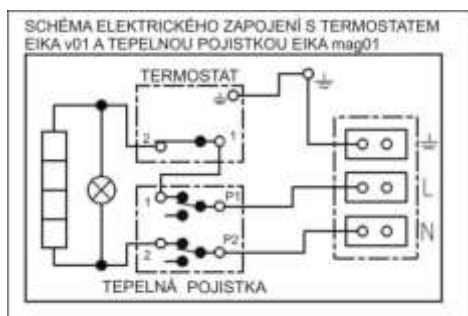 SCHÉMA ELEKTRICKÉHO ZAPOJENÍ S TERMOSTATEM
EIKA v01 A TEPELNOU POJISTKOU EIKA mag01
TERMOSTAT
2
1
1
P1
L
2
P2
N
TEPELNÁ POJISTKA